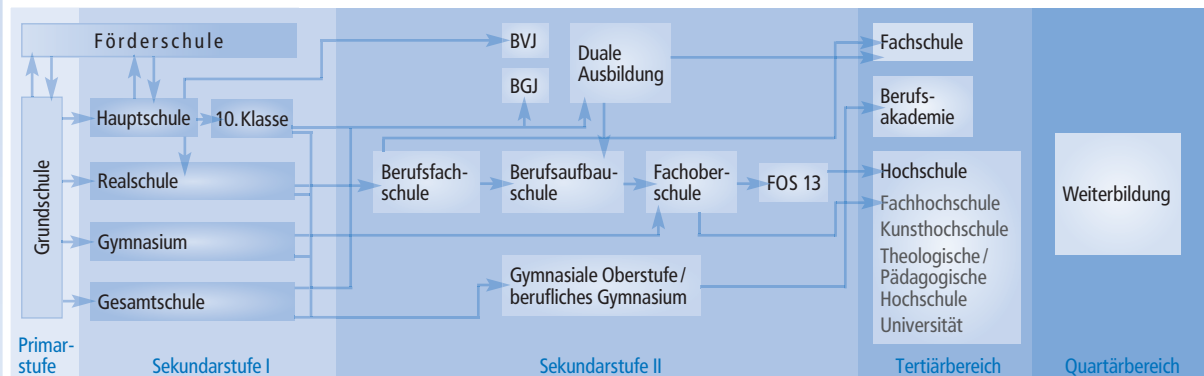 Förderschule
Grundschule
Hauptschule
10. Klasse
Realschule
Gymnasium
Gesamtschule
BVJ
BGJ
Duale
Ausbildung
Berufsfach-
schule
Berufsaufbau-
schule
Fachober-
schule
FOS 13
Gymnasiale Oberstufe /
berufliches Gymnasium
Fachschule
Berufs-
akademie
Hochschule
Fachhochschule
Kunsthochschule
Theologische /
Pädagogische
Hochschule
Universität
Weiterbildung
Primar-
stufe
Sekundarstufe I
Sekundarstufe II
Tertiärbereich
Quartärbereich